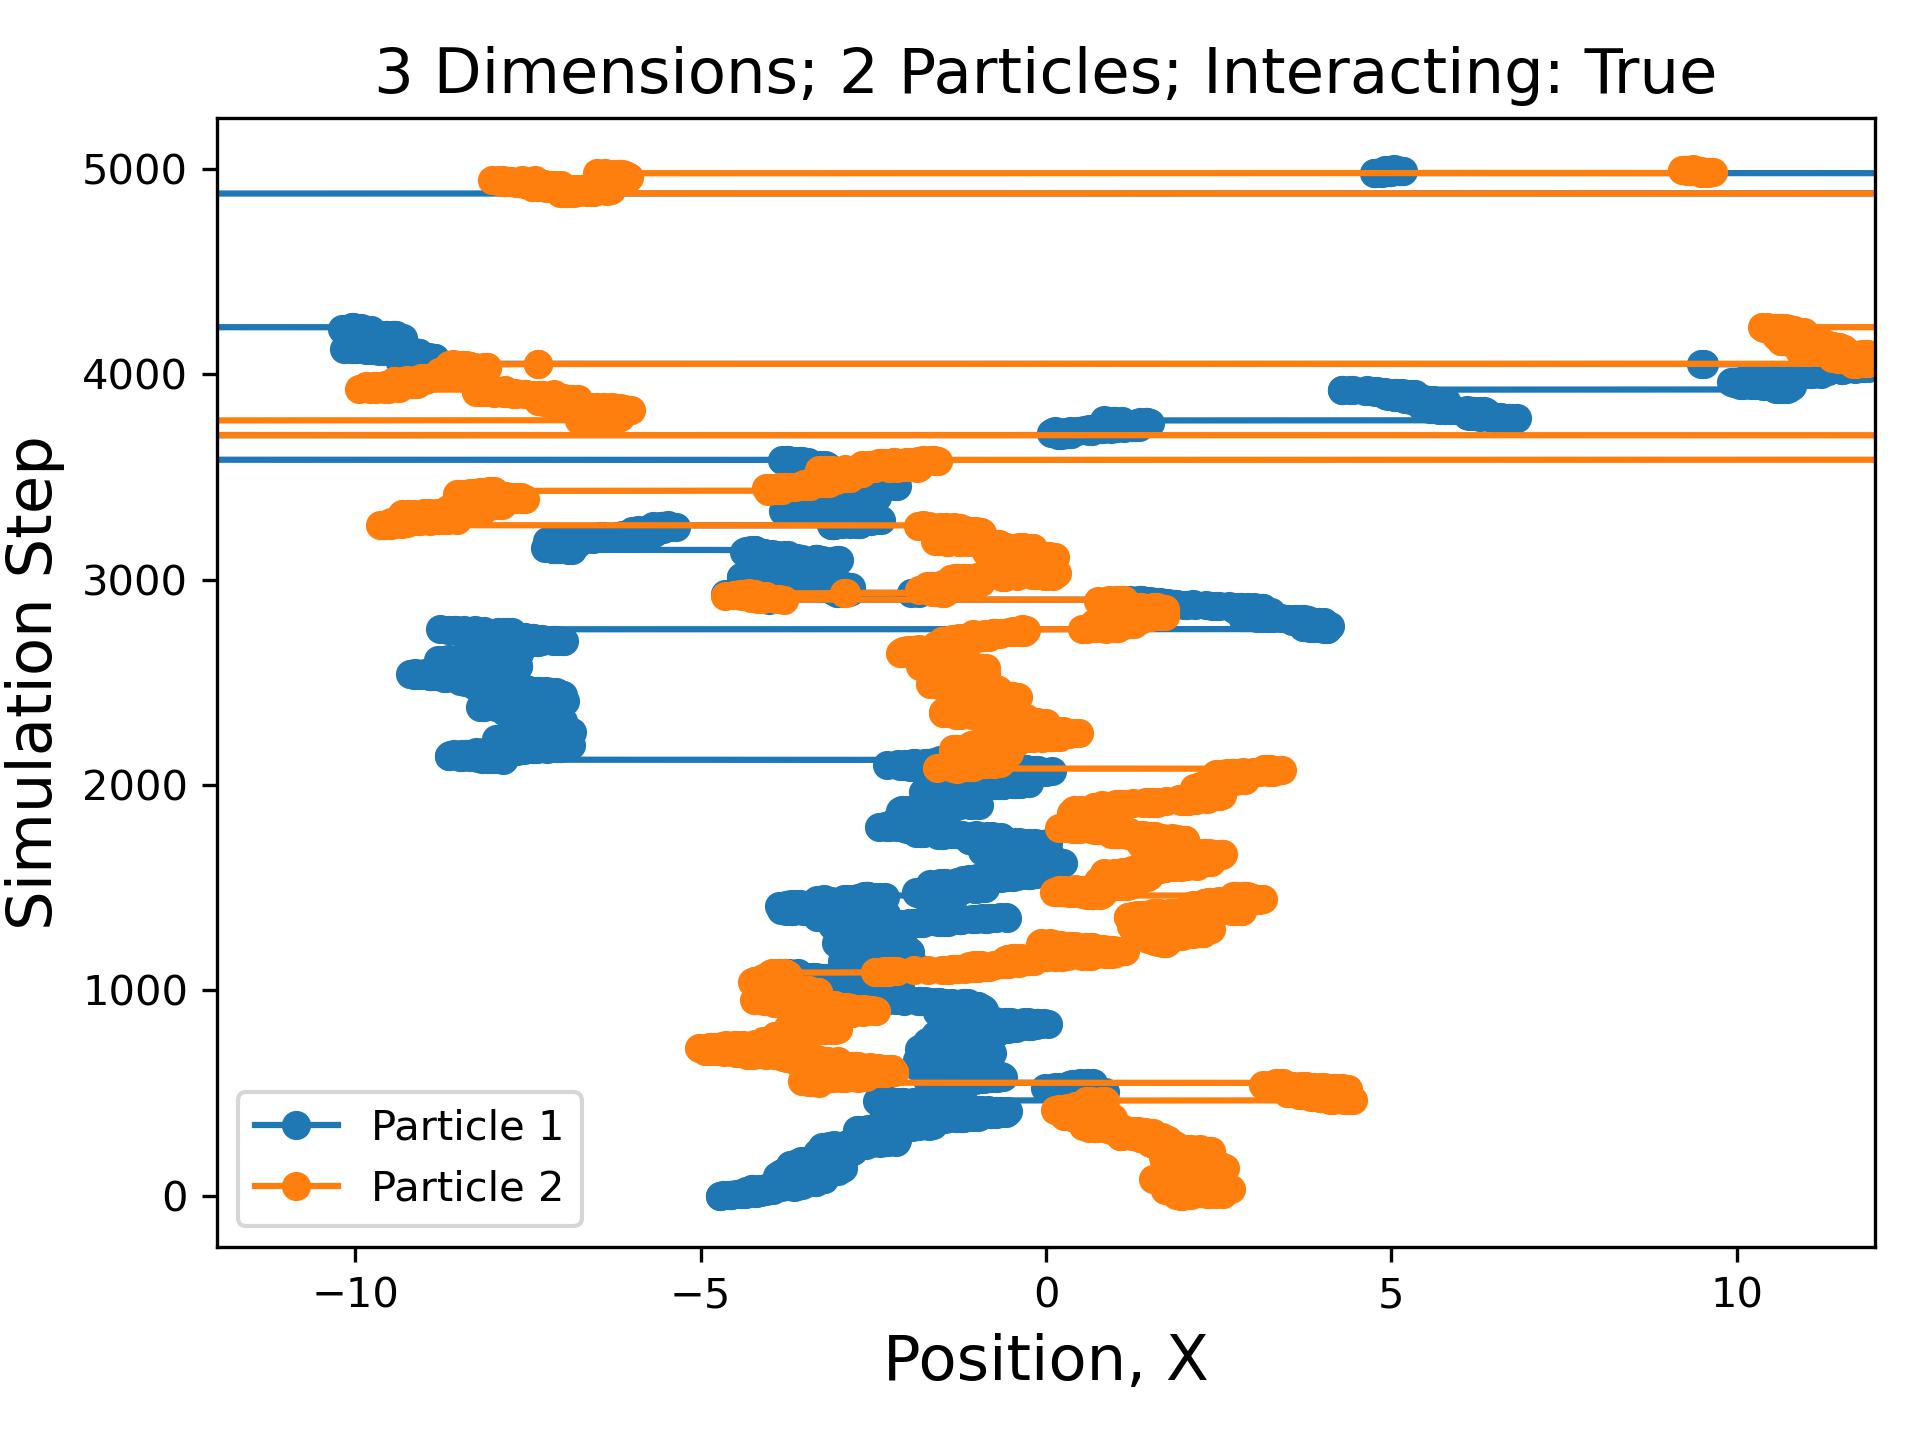 3 Dimensions; 2 Particles; Interacting: True
Simulation Step
5000
4000
3000
2000
1000
0
Particle 1
Particle 2
−10
−5
0
5
10
Position, X